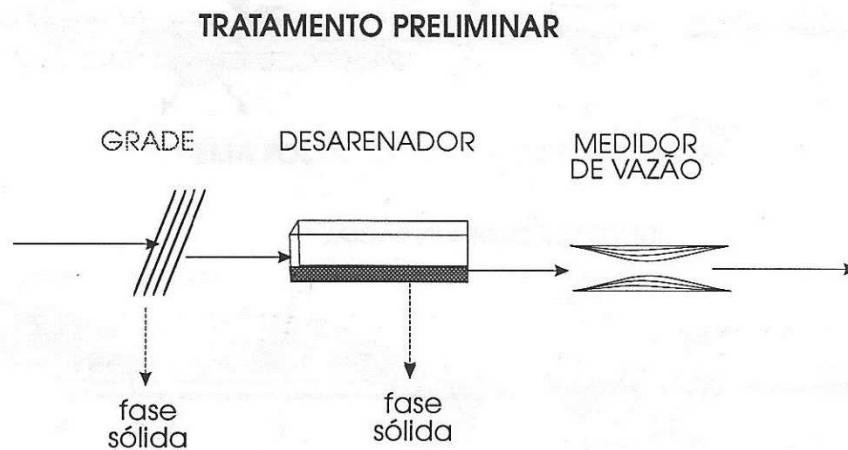 TRATAMENTO PRELIMINAR
GRADE
DESARENADOR
MEDIDOR
DE VAZÃO
fase
sólida
fase
sólida